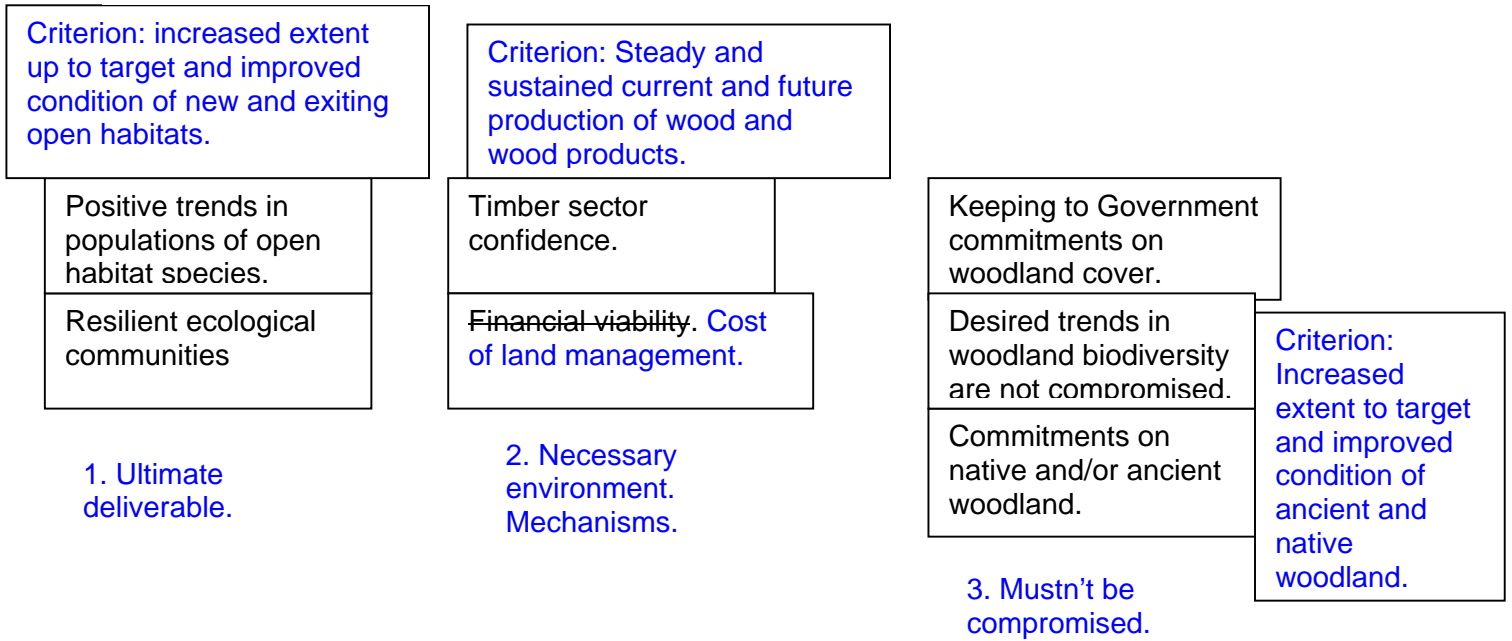 Criterion: increased extent
up to target and improved
condition of new and exiting
open habitats.
Positive trends in
populations of open
habitat species.
Resilient ecological
communities
1. Ultimate
deliverable.
Criterion: Steady and
sustained current and future
production of wood and
wood products.
Timber sector
confidence.
Financial viability. Cost
of land management.
2. Necessary
environment.
Mechanisms.
Keeping to Government
commitments on
woodland cover.
Desired trends in
woodland biodiversity
are not compromised.
Commitments on
native and/or ancient
woodland.
Criterion:
Increased
extent to target
and improved
condition of
ancient and
native
woodland.
3. Mustn’t be
compromised.